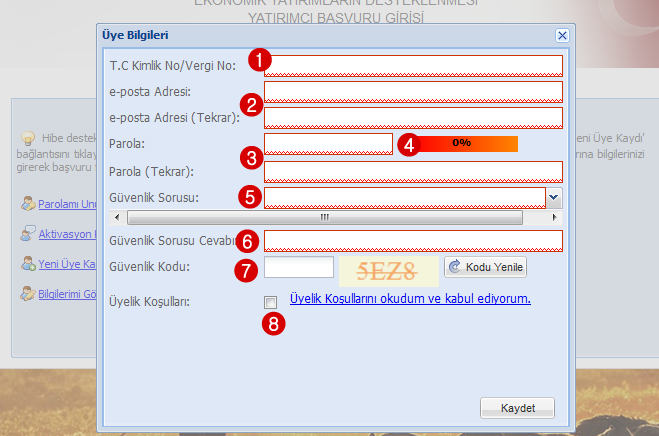 EKONOMİK YATIRIMLARIN DESTEKLENMESİ
YATIRIMCI BAŞVURU GİRİŞİ
Üye Bilgileri
T.C Kimlik No/Vergi No: 1
e-posta Adresi:
2
e-posta Adresi (Tekrar):
Parola: 4 0%
3
Parola (Tekrar):
Güvenlik Sorusu: 5
Güvenlik Sorusu Cevabı 6
Güvenlik Kodu: 7 5EZ8 Kodu Yenile
Üyelik Koşulları: Üyelik Koşullarını okudum ve kabul ediyorum.
8
Kaydet
Hibe destek
eni Üye Kaydı'
bağlantısını tıklay
arına bilgilerinizi
girerek başvuru
Parolamı Unu
Aktivasyon
Yeni Üye Ka
Bilgilerimi Gö